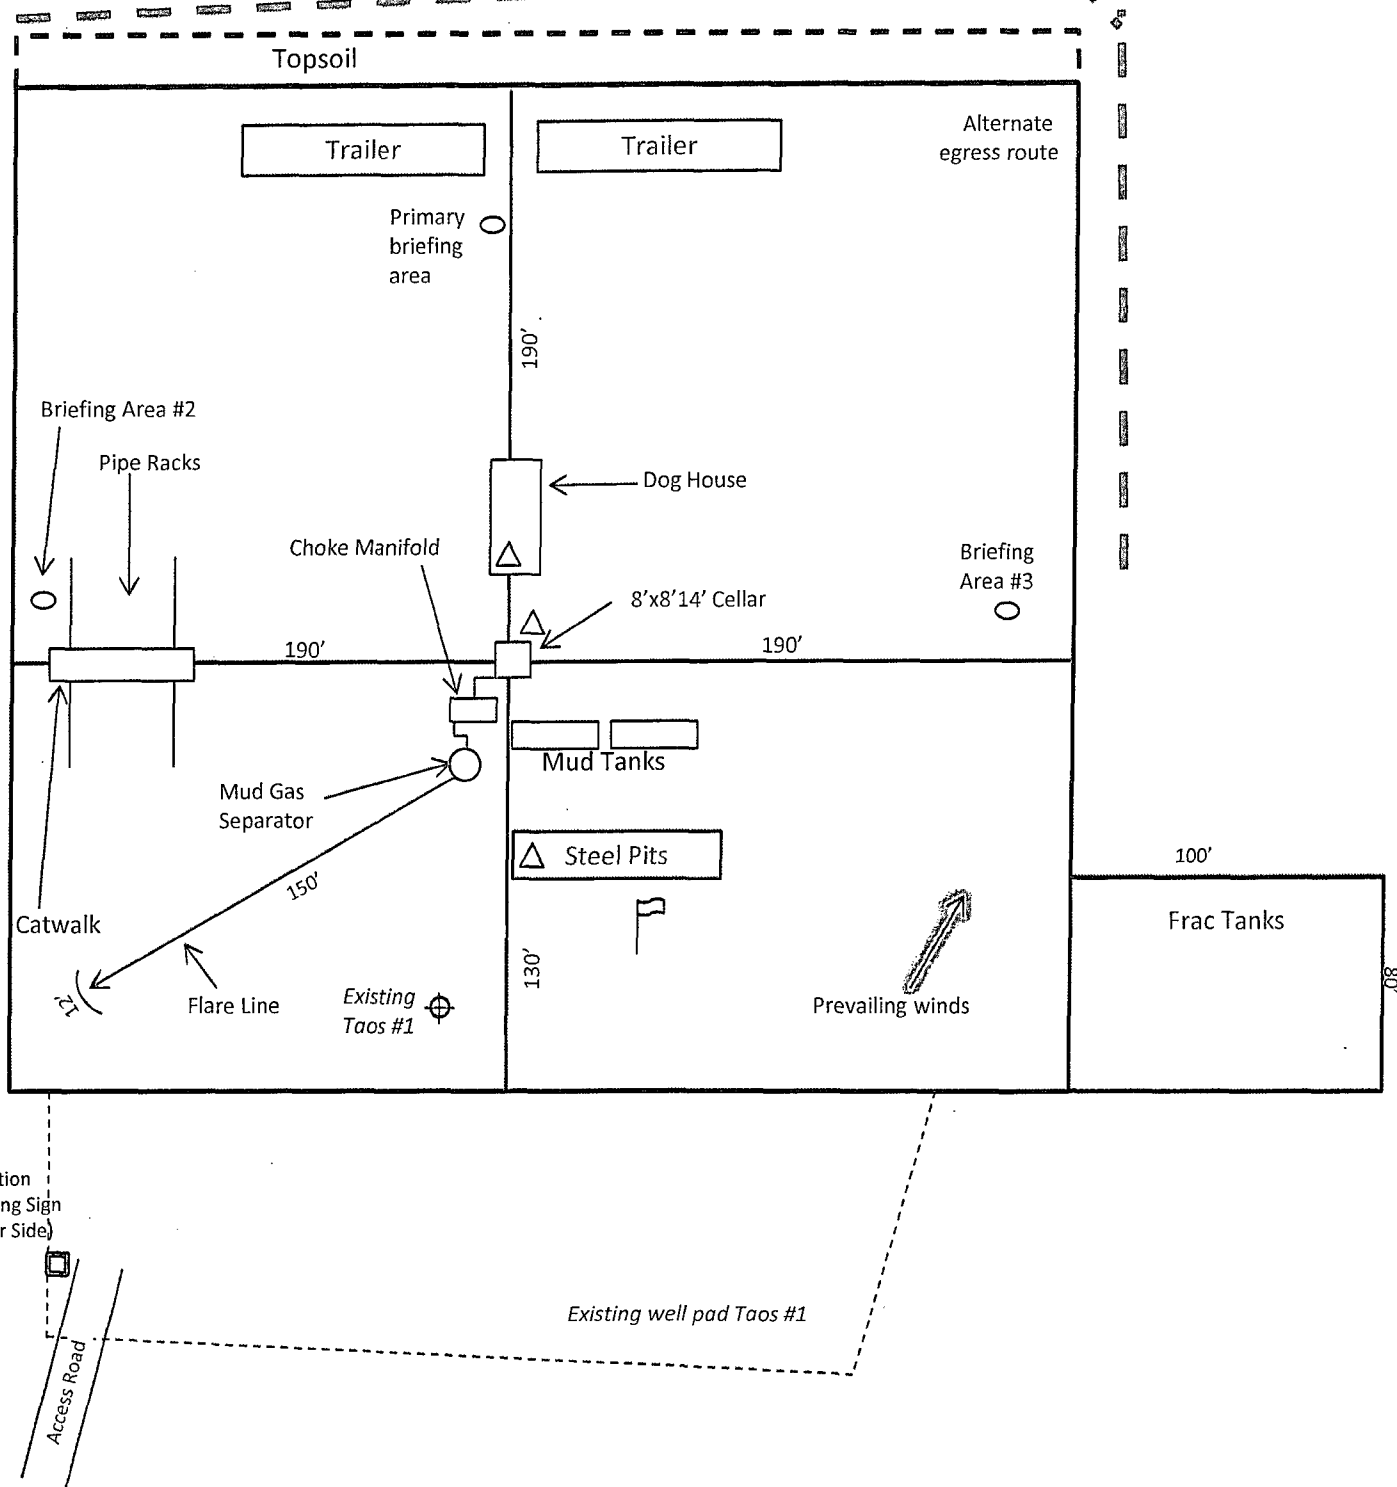 Topsoil
Trailer
Trailer
Alternate
egress route
Primary
briefing
area
190'
Briefing Area #2
Pipe Racks
Dog House
Choke Manifold
Briefing
Area #3
8'x8'14' Cellar
190'
190'
Mud Tanks
Mud Gas
Separator
Steel Pits
100'
150'
Catwalk
Frac Tanks
130'
80'
12'
Flare Line
Existing
Taos #1
Prevailing winds
tion
ng Sign
r Side)
Existing well pad Taos #1
Access Road